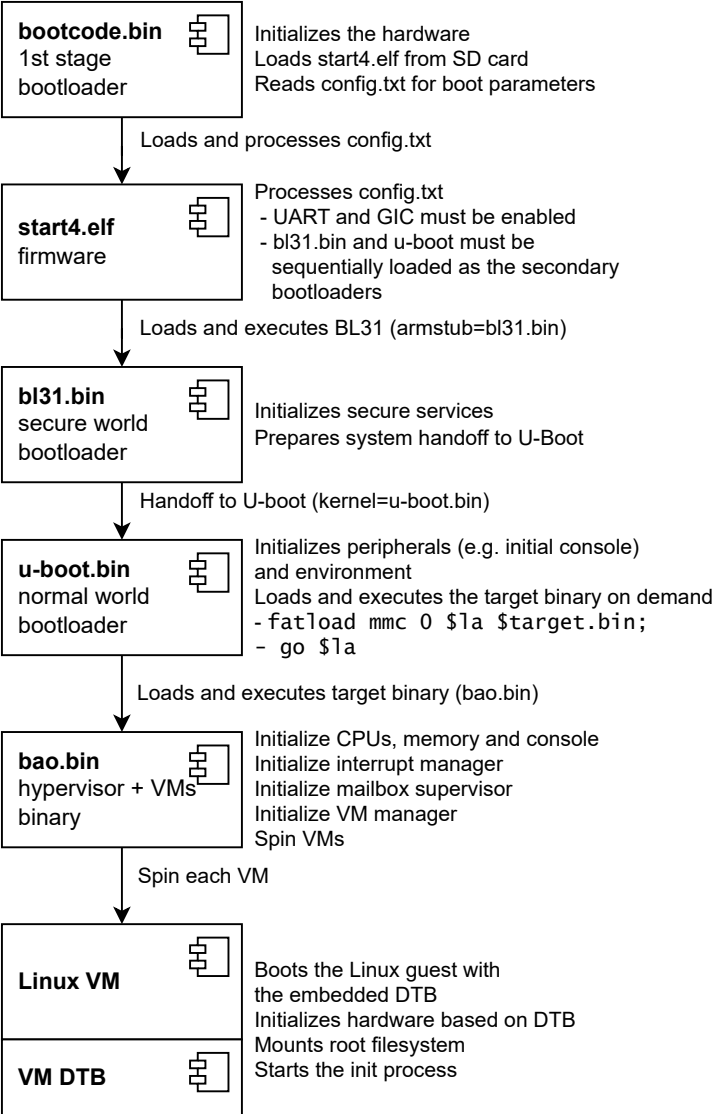 bootcode.bin
1st stage
bootloader
Initializes the hardware
Loads start4.elf from SD card
Reads config.txt for boot parameters
Loads and processes config.txt
start4.elf
firmware
Processes config.txt
- UART and GIC must be enabled
- bl31.bin and u-boot must be
sequentially loaded as the secondary
bootloaders
Loads and executes BL31 (armstub=bl31.bin)
bl31.bin
secure world
bootloader
Initializes secure services
Prepares system handoff to U-Boot
Handoff to U-boot (kernel=u-boot.bin)
u-boot.bin
normal world
bootloader
Initializes peripherals (e.g. initial console)
and environment
Loads and executes the target binary on demand
- fatload mmc 0 $la $target.bin;
- go $la
Loads and executes target binary (bao.bin)
bao.bin
hypervisor + VMs
binary
Initialize CPUs, memory and console
Initialize interrupt manager
Initialize mailbox supervisor
Initialize VM manager
Spin VMs
Spin each VM
Linux VM
Boots the Linux guest with
the embedded DTB
Initializes hardware based on DTB
Mounts root filesystem
Starts the init process
VM DTB